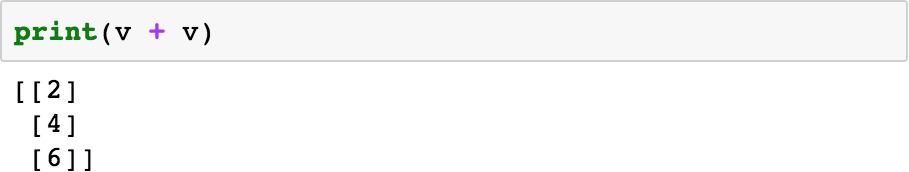 print(v + v)
[[2]
 [4]
 [6]]